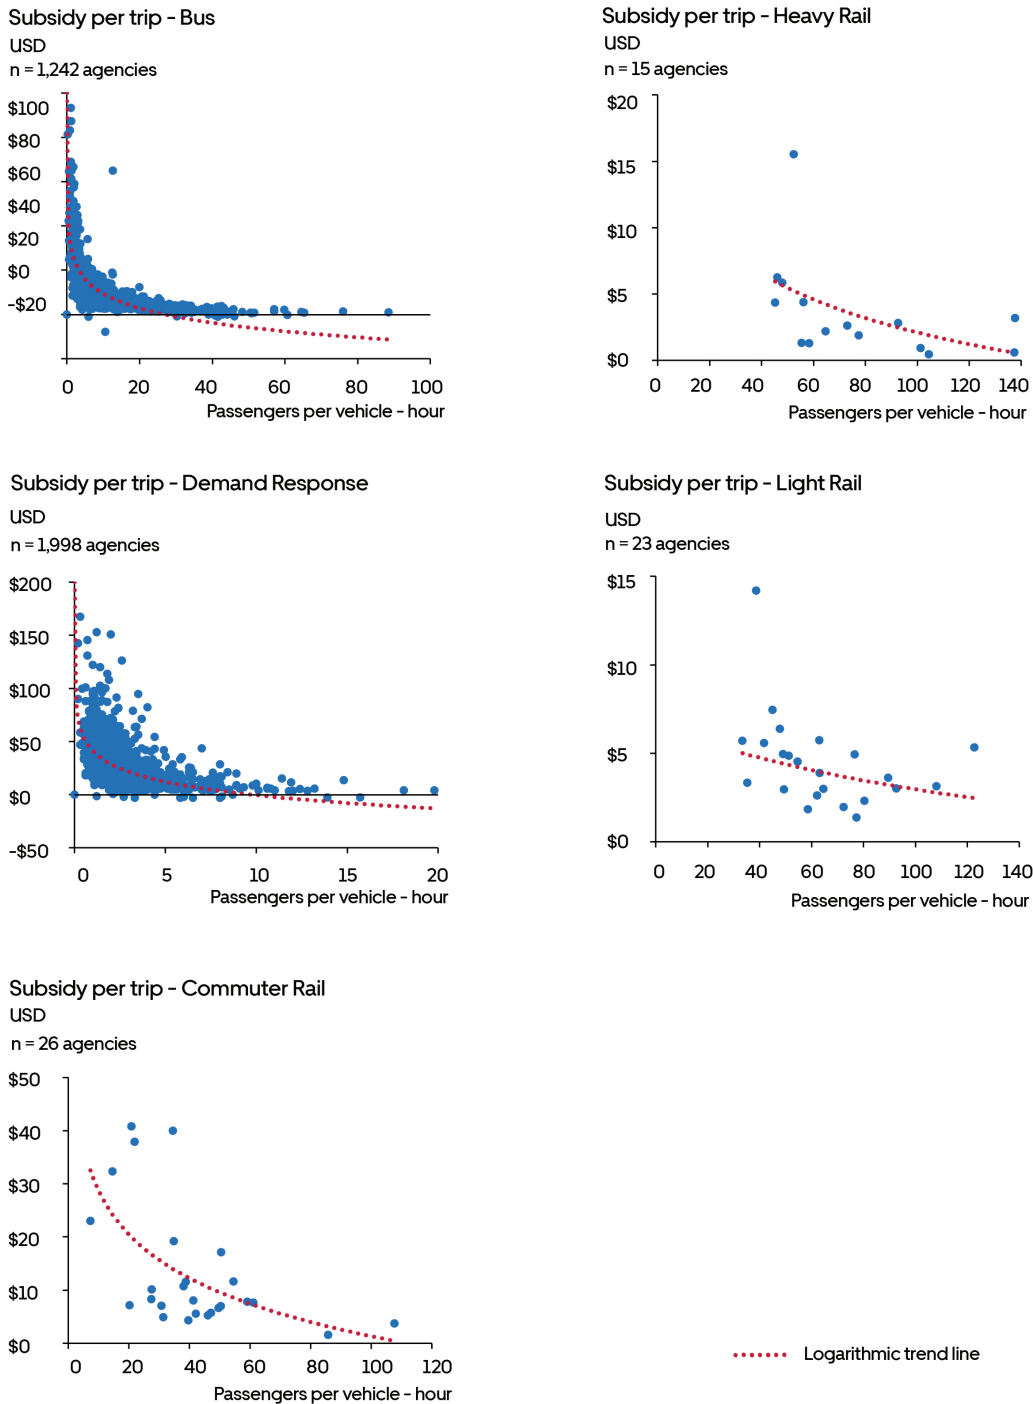 Subsidy per trip - Bus
USD
n = 1,242 agencies
$100
$80
$60
$40
$20
$0
-$20
0 20 40 60 80 100
Passengers per vehicle - hour
Subsidy per trip - Heavy Rail
USD
n = 15 agencies
$20
$15
$10
$5
$0
0 20 40 60 80 100 120 140
Passengers per vehicle - hour
Subsidy per trip - Demand Response
USD
n = 1,998 agencies
$200
$150
$100
$50
$0
-$50
0 5 10 15 20
Passengers per vehicle - hour
Subsidy per trip - Light Rail
USD
n = 23 agencies
$15
$10
$5
$0
0 20 40 60 80 100 120 140
Passengers per vehicle - hour
Subsidy per trip - Commuter Rail
USD
n = 26 agencies
$50
$40
$30
$20
$10
$0
0 20 40 60 80 100 120
Passengers per vehicle - hour
Logarithmic trend line